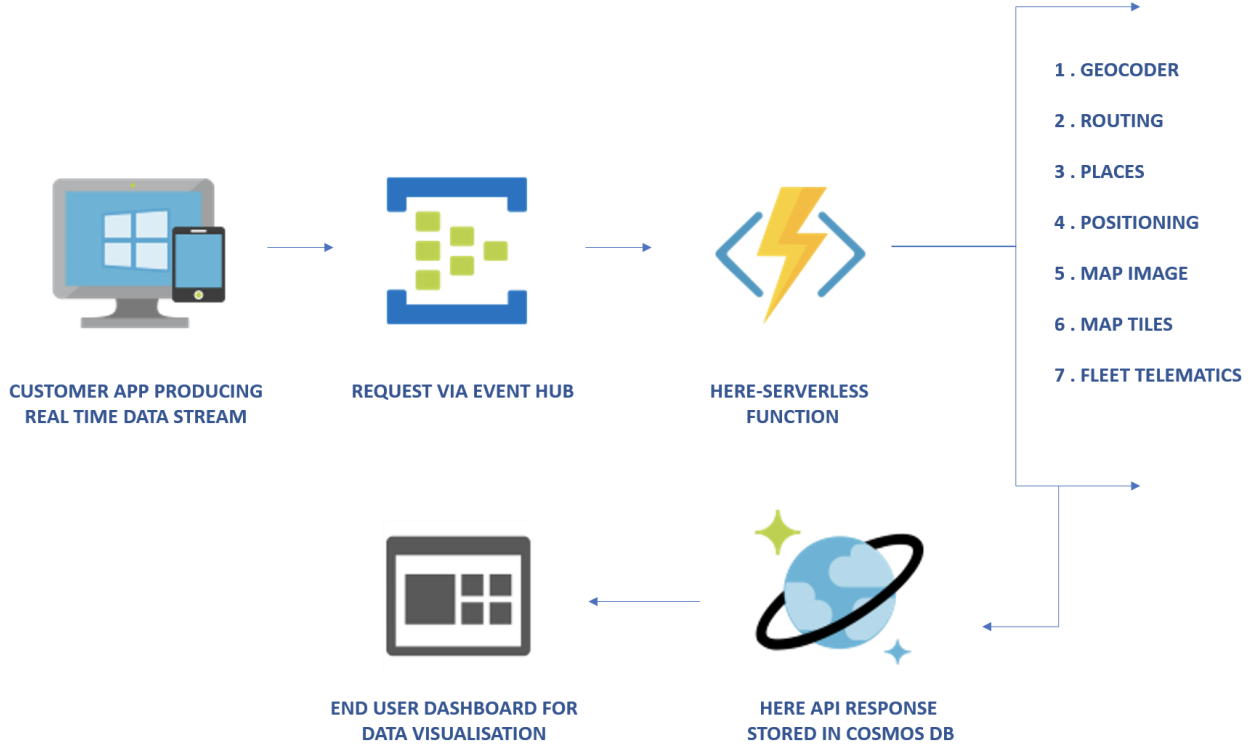 1 . GEOCODER
2 . ROUTING
3 . PLACES
4 . POSITIONING
5 . MAP IMAGE
6 . MAP TILES
7 . FLEET TELEMATICS
CUSTOMER APP PRODUCING
REAL TIME DATA STREAM
REQUEST VIA EVENT HUB
HERE-SERVERLESS
FUNCTION
END USER DASHBOARD FOR
DATA VISUALISATION
HERE API RESPONSE
STORED IN COSMOS DB